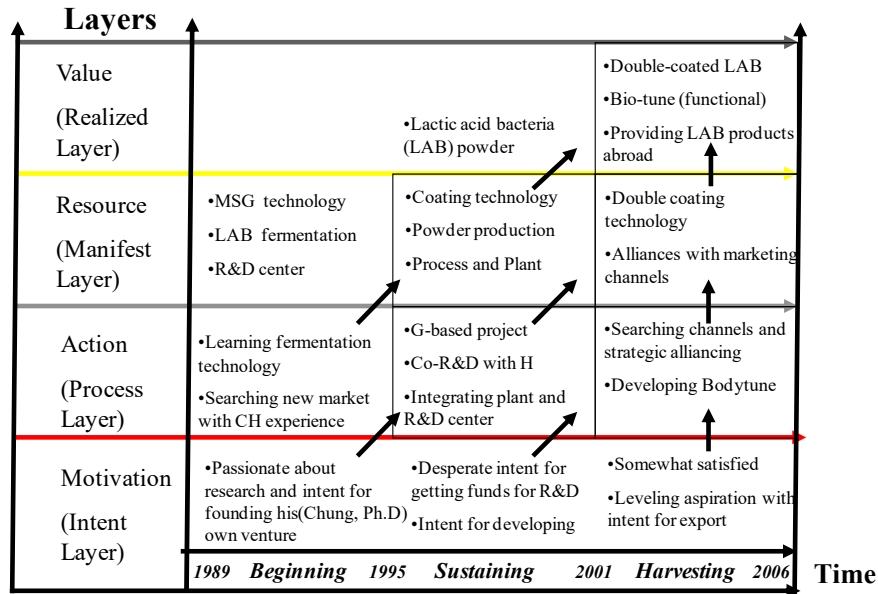 Layers
Value
(Realized
Layer)
•Lactic acid bacteria
(LAB) powder
•Double-coated LAB
•Bio-tune (functional)
•Providing LAB products
abroad
Resource
(Manifest
Layer)
•MSG technology
•LAB fermentation
•R&D center
•Coating technology
•Powder production
•Process and Plant
•Double coating
technology
•Alliances with marketing
channels
Action
(Process
Layer)
•Learning fermentation
technology
•Searching new market
with CH experience
•G-based project
•Co-R&D with H
•Integrating plant and
R&D center
•Searching channels and
strategic alliancing
•Developing Bodytune
Motivation
(Intent
Layer)
•Passionate about
research and intent for
founding his(Chung, Ph.D)
own venture
•Desperate intent for
getting funds for R&D
•Intent for developing
•Somewhat satisfied
•Leveling aspiration with
intent for export
1989 Beginning 1995 Sustaining 2001 Harvesting 2006 Time